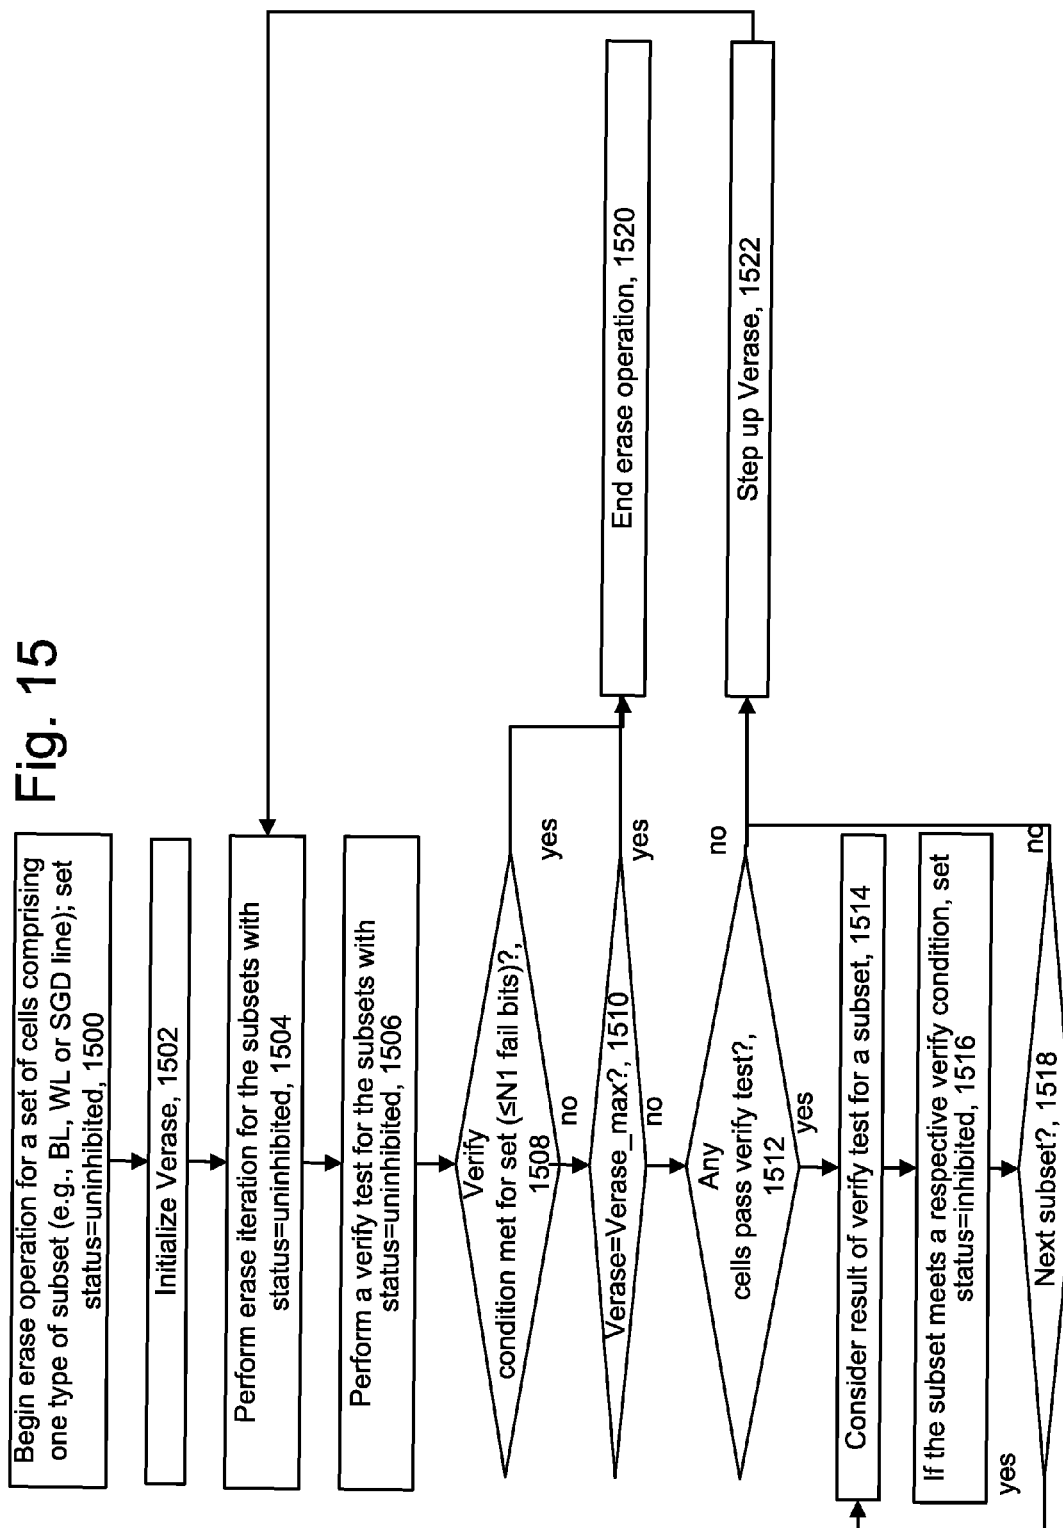 Fig. 15
Begin erase operation for a set of cells comprising
one type of subset (e.g., BL, WL or SGD line); set
status=uninhibited, 1500
Initialize Verase, 1502
Perform erase iteration for the subsets with
status=uninhibited, 1504
Perform a verify test for the subsets with
status=uninhibited, 1506
Verify
condition met for set (≤N1 fail bits)?,
1508
yes
no
Verase=Verase_max?, 1510
yes
no
Any
cells pass verify test?,
1512
no
yes
Consider result of verify test for a subset, 1514
If the subset meets a respective verify condition, set
status=inhibited, 1516
yes
Next subset?, 1518
no
End erase operation, 1520
Step up Verase, 1522